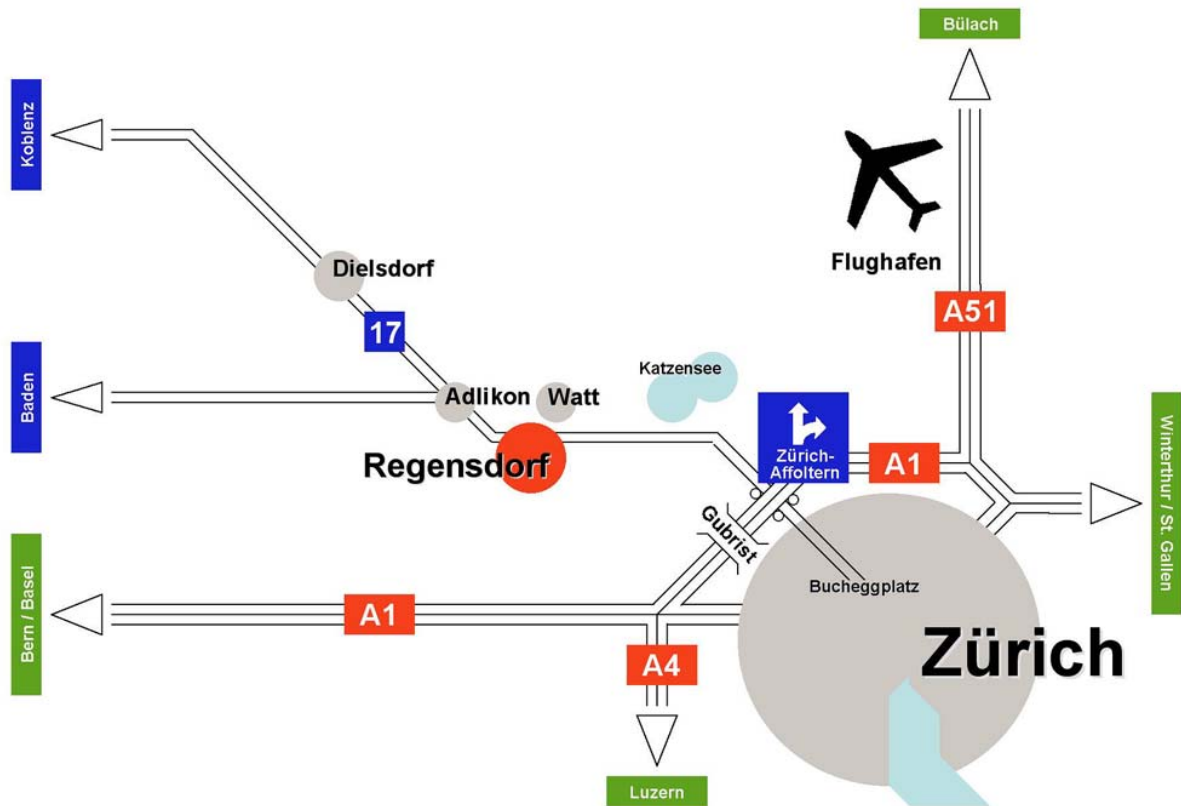 Bülach
Koblenz
Flughafen
Dielsdorf
A51
17
Katzensee
Baden
Adlikon
Watt
Zürich-
Affoltern
A1
Regensdorf
Winterthur / St. Gallen
Gubrist
Bucheggplatz
Bern / Basel
A1
Zürich
A4
Luzern